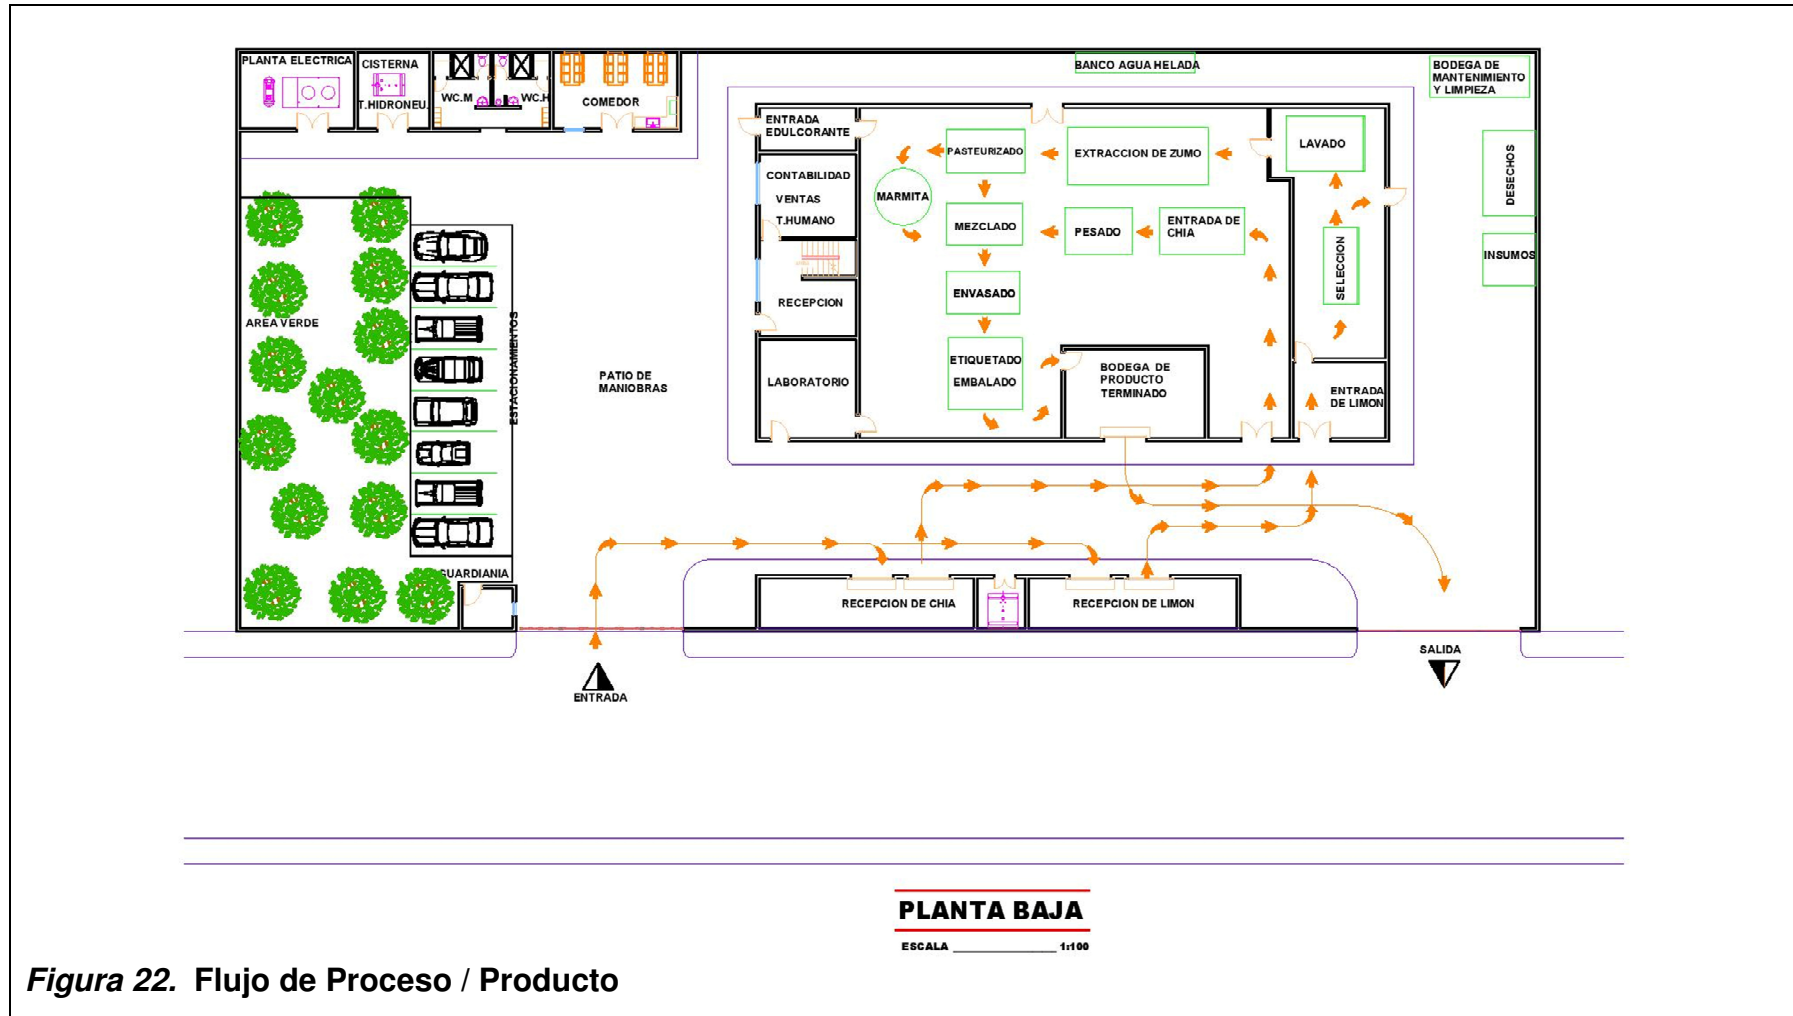 PLANTA ELECTRICA
CISTERNA
T.HIDRONEU.
WC.M
WC.H
COMEDOR
BANCO AGUA HELADA
BODEGA DE
MANTENIMIENTO
Y LIMPIEZA
ENTRADA
EDULCORANTE
PASTEURIZADO
EXTRACCION DE ZUMO
LAVADO
DESECHOS
CONTABILIDAD
VENTAS
T.HUMANO
MARMITA
MEZCLADO
PESADO
ENTRADA DE
CHIA
SELECCION
INSUMOS
RECEPCION
ENVASADO
AREA VERDE
ESTACIONAMIENTOS
PATIO DE
MANIOBRAS
LABORATORIO
ETIQUETADO
EMBALADO
BODEGA DE
PRODUCTO
TERMINADO
ENTRADA
DE LIMON
GUARDIANIA
RECEPCION DE CHIA
RECEPCION DE LIMON
ENTRADA
SALIDA
PLANTA BAJA
ESCALA _______________ 1:100
Figura 22. Flujo de Proceso / Producto